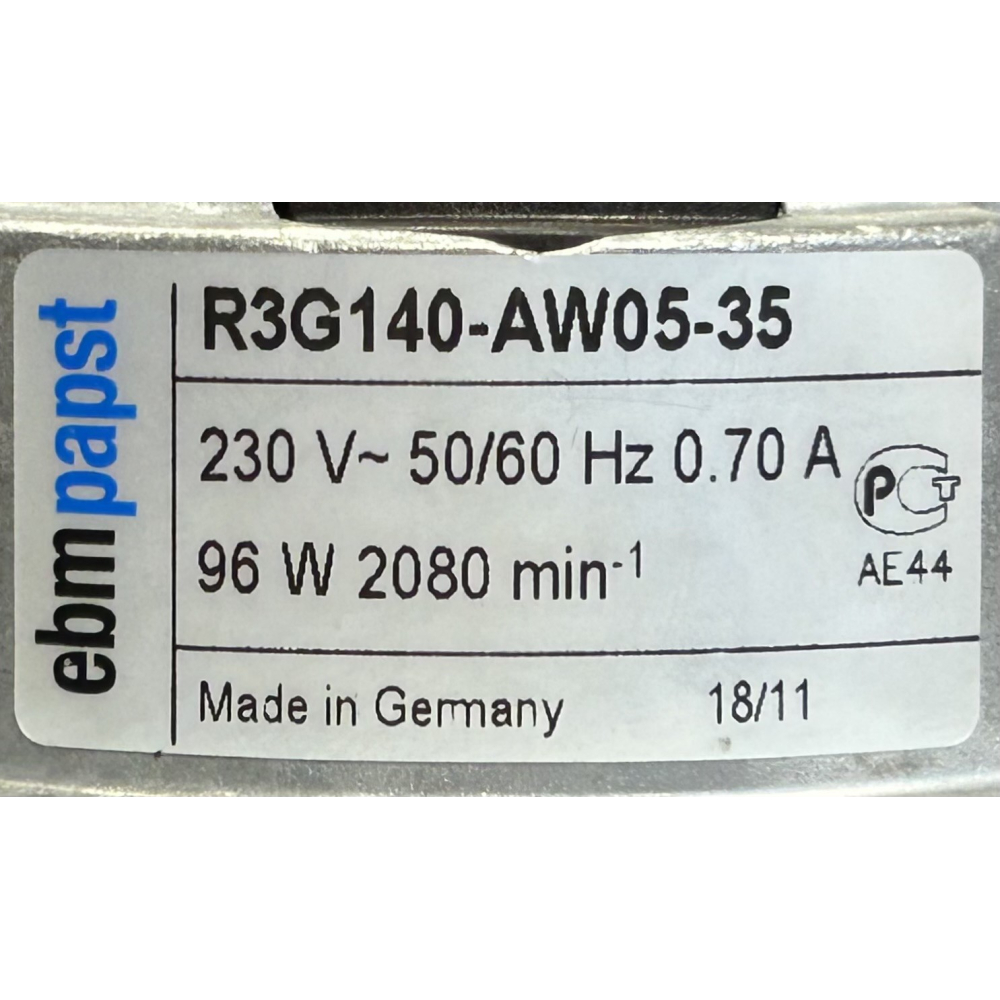 ebmpapst
R3G140-AW05-35
230 V~ 50/60 Hz 0.70 A
96 W 2080 min-1
РСТ
AE44
Made in Germany 18/11